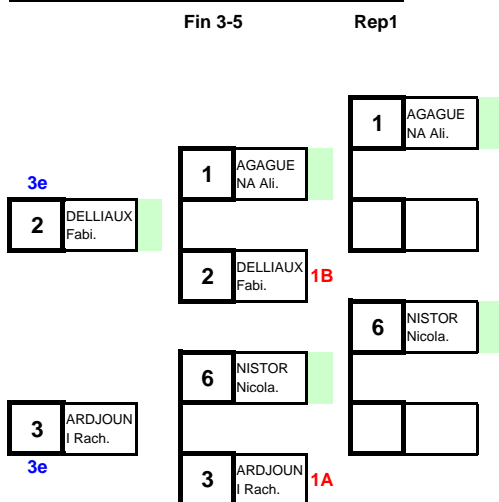 Fin 3-5 Rep1
1 AGAGUE
NA Ali.
1 AGAGUE
NA Ali.
3e
2 DELLIAUX
Fabi.
2 DELLIAUX
Fabi. 1B
6 NISTOR
Nicola.
6 NISTOR
Nicola.
3 ARDJOUN
I Rach.
3e
3 ARDJOUN
I Rach. 1A